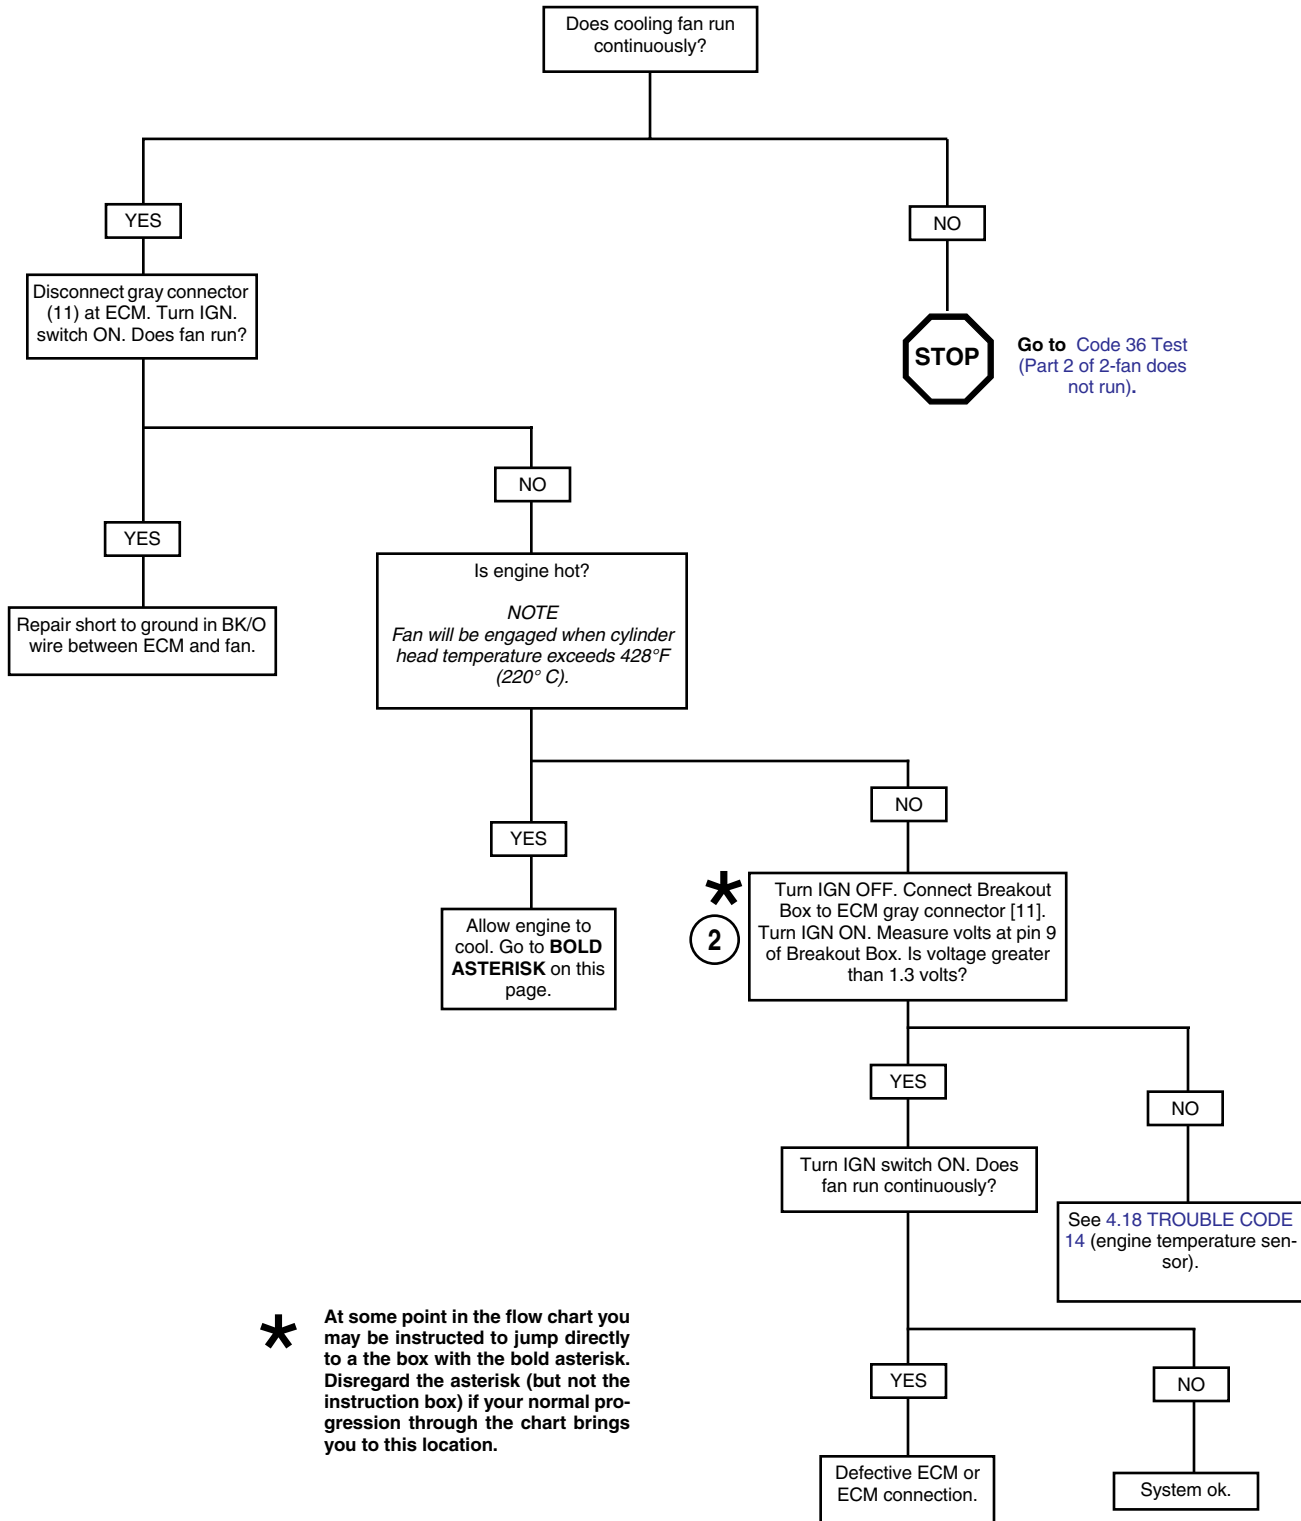 Does cooling fan run
continuously?
YES
NO
Disconnect gray connector
(11) at ECM. Turn IGN.
switch ON. Does fan run?
STOP
Go to Code 36 Test
(Part 2 of 2-fan does
not run).
NO
YES
Is engine hot?
NOTE
Fan will be engaged when cylinder
head temperature exceeds 428°F
(220° C).
Repair short to ground in BK/O
wire between ECM and fan.
NO
YES
*
2
Turn IGN OFF. Connect Breakout
Box to ECM gray connector [11].
Turn IGN ON. Measure volts at pin 9
of Breakout Box. Is voltage greater
than 1.3 volts?
Allow engine to
cool. Go to BOLD
ASTERISK on this
page.
YES
NO
Turn IGN switch ON. Does
fan run continuously?
See 4.18 TROUBLE CODE
14 (engine temperature sen-
sor).
*
At some point in the flow chart you
may be instructed to jump directly
to a the box with the bold asterisk.
Disregard the asterisk (but not the
instruction box) if your normal pro-
gression through the chart brings
you to this location.
YES
NO
Defective ECM or
ECM connection.
System ok.